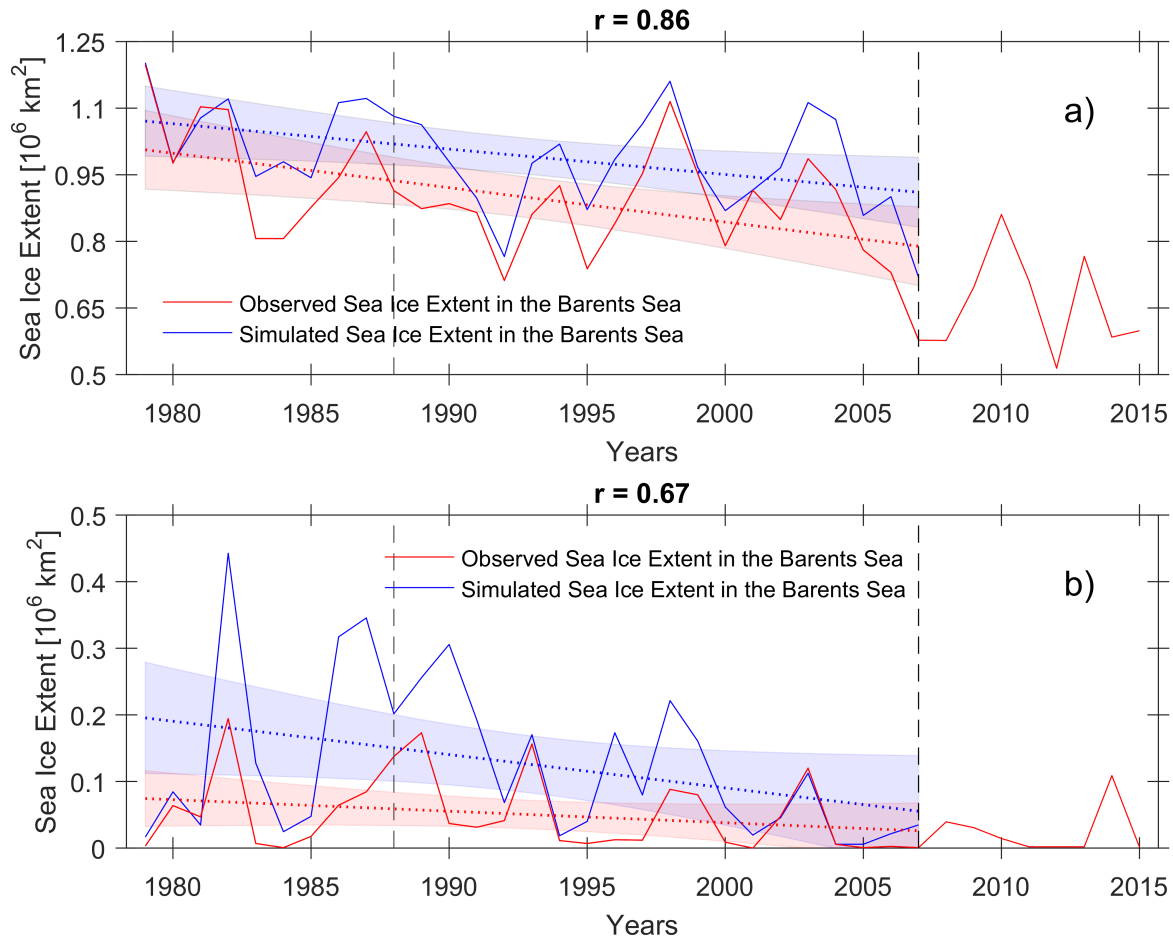 r = 0.86
1.25
1.1
0.95
0.8
0.65
0.5
Sea Ice Extent [10⁶ km²]
a)
Observed Sea Ice Extent in the Barents Sea
Simulated Sea Ice Extent in the Barents Sea
1980 1985 1990 1995 2000 2005 2010 2015
Years
r = 0.67
0.5
0.4
0.3
0.2
0.1
0
Sea Ice Extent [10⁶ km²]
Observed Sea Ice Extent in the Barents Sea
Simulated Sea Ice Extent in the Barents Sea
b)
1980 1985 1990 1995 2000 2005 2010 2015
Years